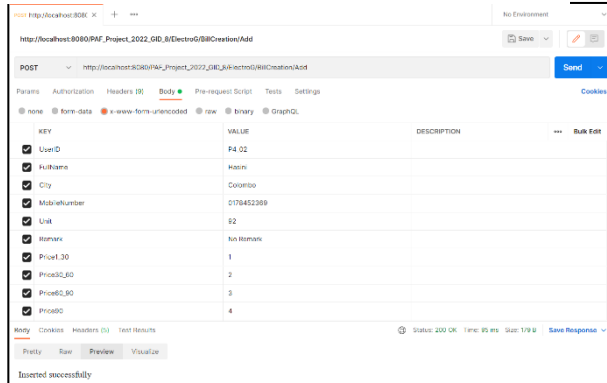 POST http://localhost:808( × + ••• No Environment
http://localhost:8080/PAF_Project_2022_GID_8/ElectroG/BillCreation/Add Save
POST http://localhost:8080/PAF_Project_2022_GID_8/ElectroG/BillCreation/Add Send
Params Authorization Headers (9) Body Pre-request Script Tests Settings Cookies
none form-data x-www-form-urlencoded raw binary GraphQL
KEY VALUE DESCRIPTION ••• Bulk Edit
UserID P4_02
FullName Hasini
City Colombo
MobileNumber 0178452369
Unit 92
Remark No Remark
Price1_30 1
Price30_60 2
Price60_90 3
Price90 4
Body Cookies Headers (5) Test Results Status: 200 OK Time: 95 ms Size: 179 B Save Response
Pretty Raw Preview Visualize
Inserted successfully